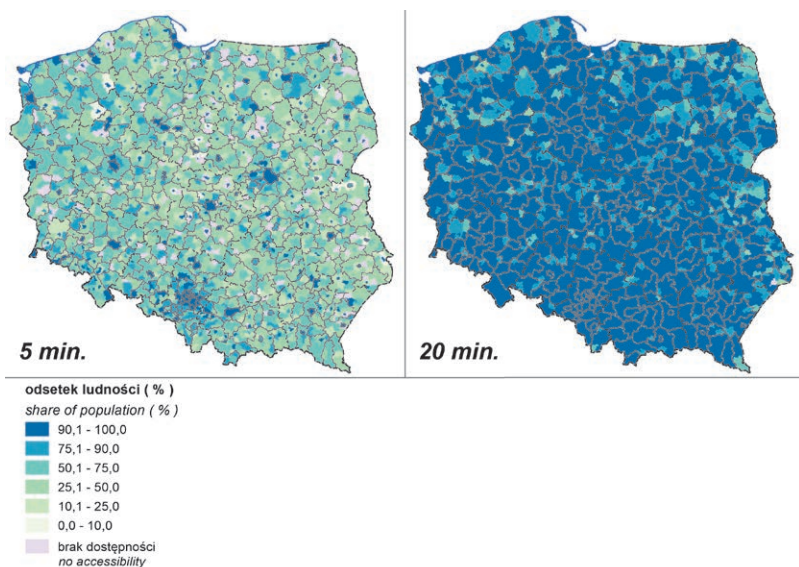 5 min.
20 min.
odsetek ludności ( % )
share of population ( % )
90,1 - 100,0
75,1 - 90,0
50,1 - 75,0
25,1 - 50,0
10,1 - 25,0
0,0 - 10,0
brak dostępności
no accessibility